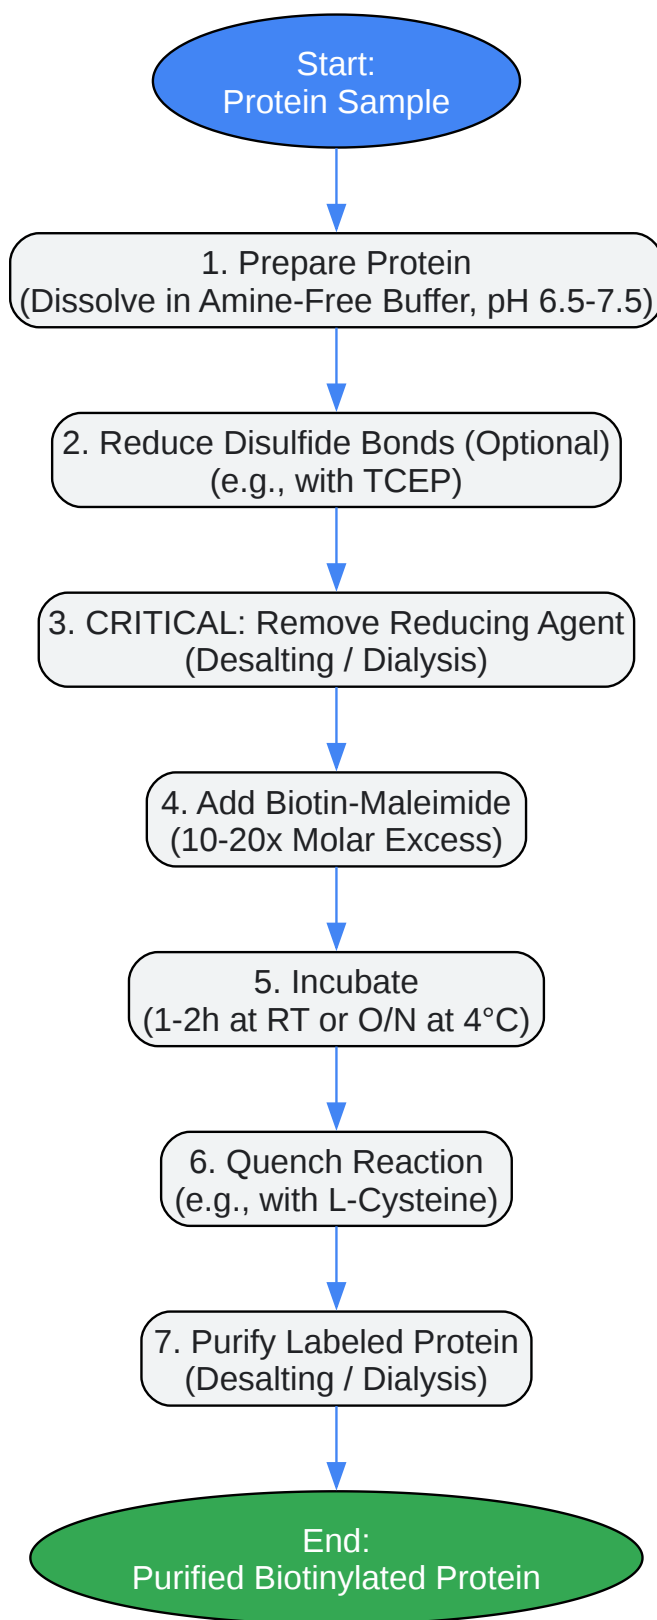 Start:
Protein Sample
1. Prepare Protein
(Dissolve in Amine-Free Buffer, pH 6.5-7.5)
2. Reduce Disulfide Bonds (Optional)
(e.g., with TCEP)
3. CRITICAL: Remove Reducing Agent
(Desalting / Dialysis)
4. Add Biotin-Maleimide
(10-20x Molar Excess)
5. Incubate
(1-2h at RT or O/N at 4°C)
6. Quench Reaction
(e.g., with L-Cysteine)
7. Purify Labeled Protein
(Desalting / Dialysis)
End:
Purified Biotinylated Protein